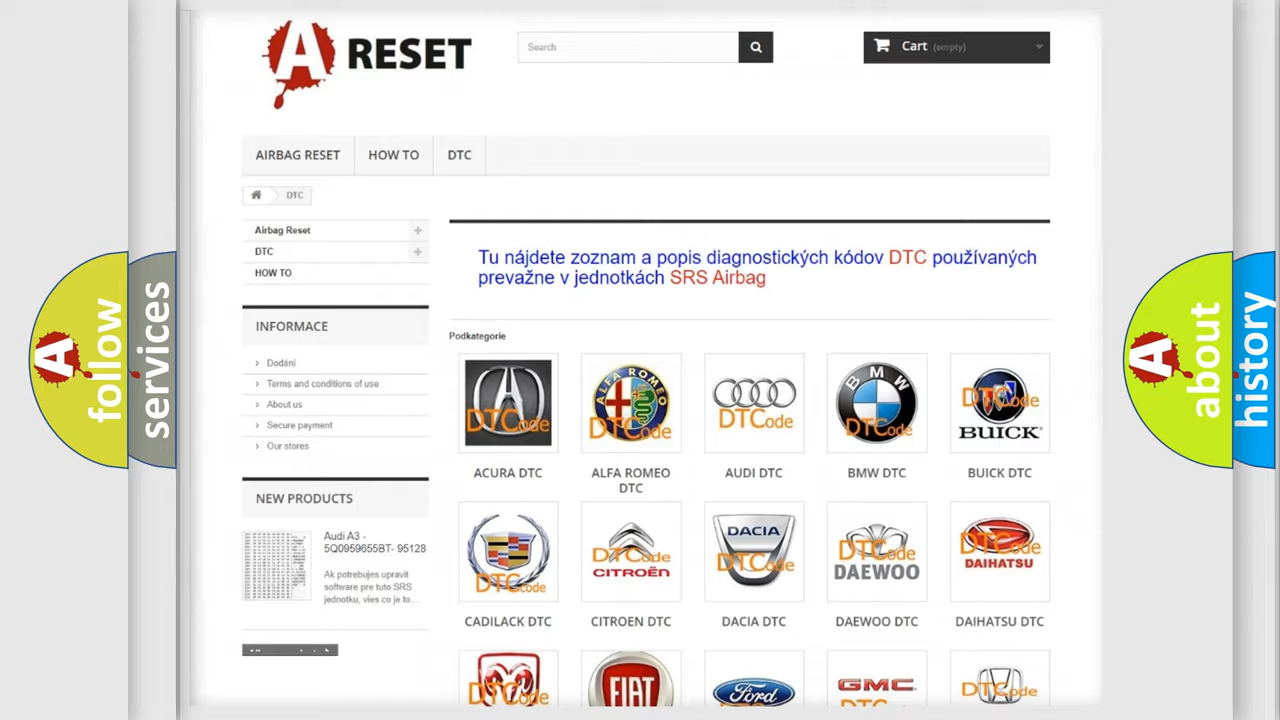 A RESET
Search
Cart (empty)
AIRBAG RESET
HOW TO
DTC
DTC
Airbag Reset
DTC
HOW TO
INFORMACE
Dodání
Terms and conditions of use
About us
Secure payment
Our stores
NEW PRODUCTS
Audi A3 -
5Q0959655BT- 95128
Ak potrebujes upravit
software pre tuto SRS
jednotku, vies co je to...
Tu nájdete zoznam a popis diagnostických kódov DTC používaných
prevažne v jednotkách SRS Airbag
Podkategorie
DTCode
ALFA ROMEO
DTCode
DTCode
BMW
DTCode
DTCode
BUICK
ACURA DTC
ALFA ROMEO
DTC
AUDI DTC
BMW DTC
BUICK DTC
DTCode
DTCode
CITROËN
DACIA
DTCode
DTCode
DAEWOO
DTCode
DAIHATSU
CADILACK DTC
CITROEN DTC
DACIA DTC
DAEWOO DTC
DAIHATSU DTC
DTCode
FIAT
Ford
GMC
DTCode
A
follow
services
A
about
history